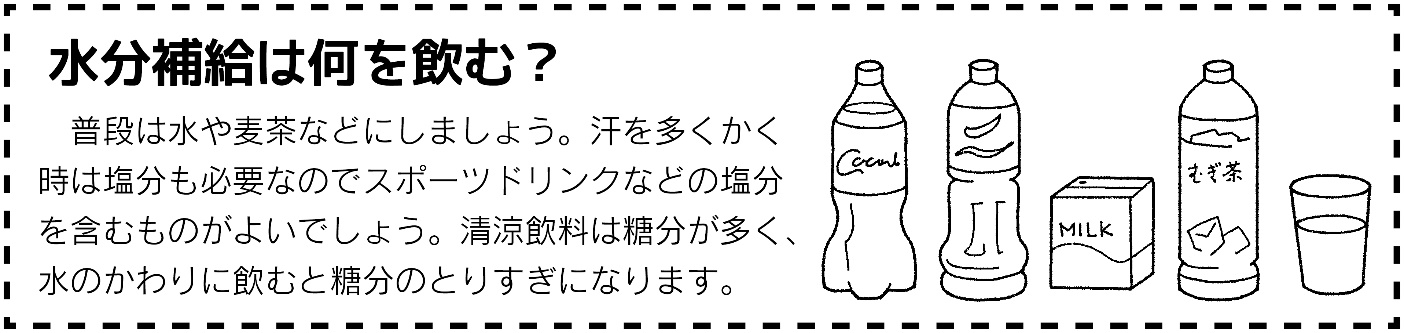 水分補給は何を飲む？
普段は水や麦茶などにしましょう。汗を多くかく
時は塩分も必要なのでスポーツドリンクなどの塩分
を含むものがよいでしょう。清涼飲料は糖分が多く、
水のかわりに飲むと糖分のとりすぎになります。
MILK
むぎ茶